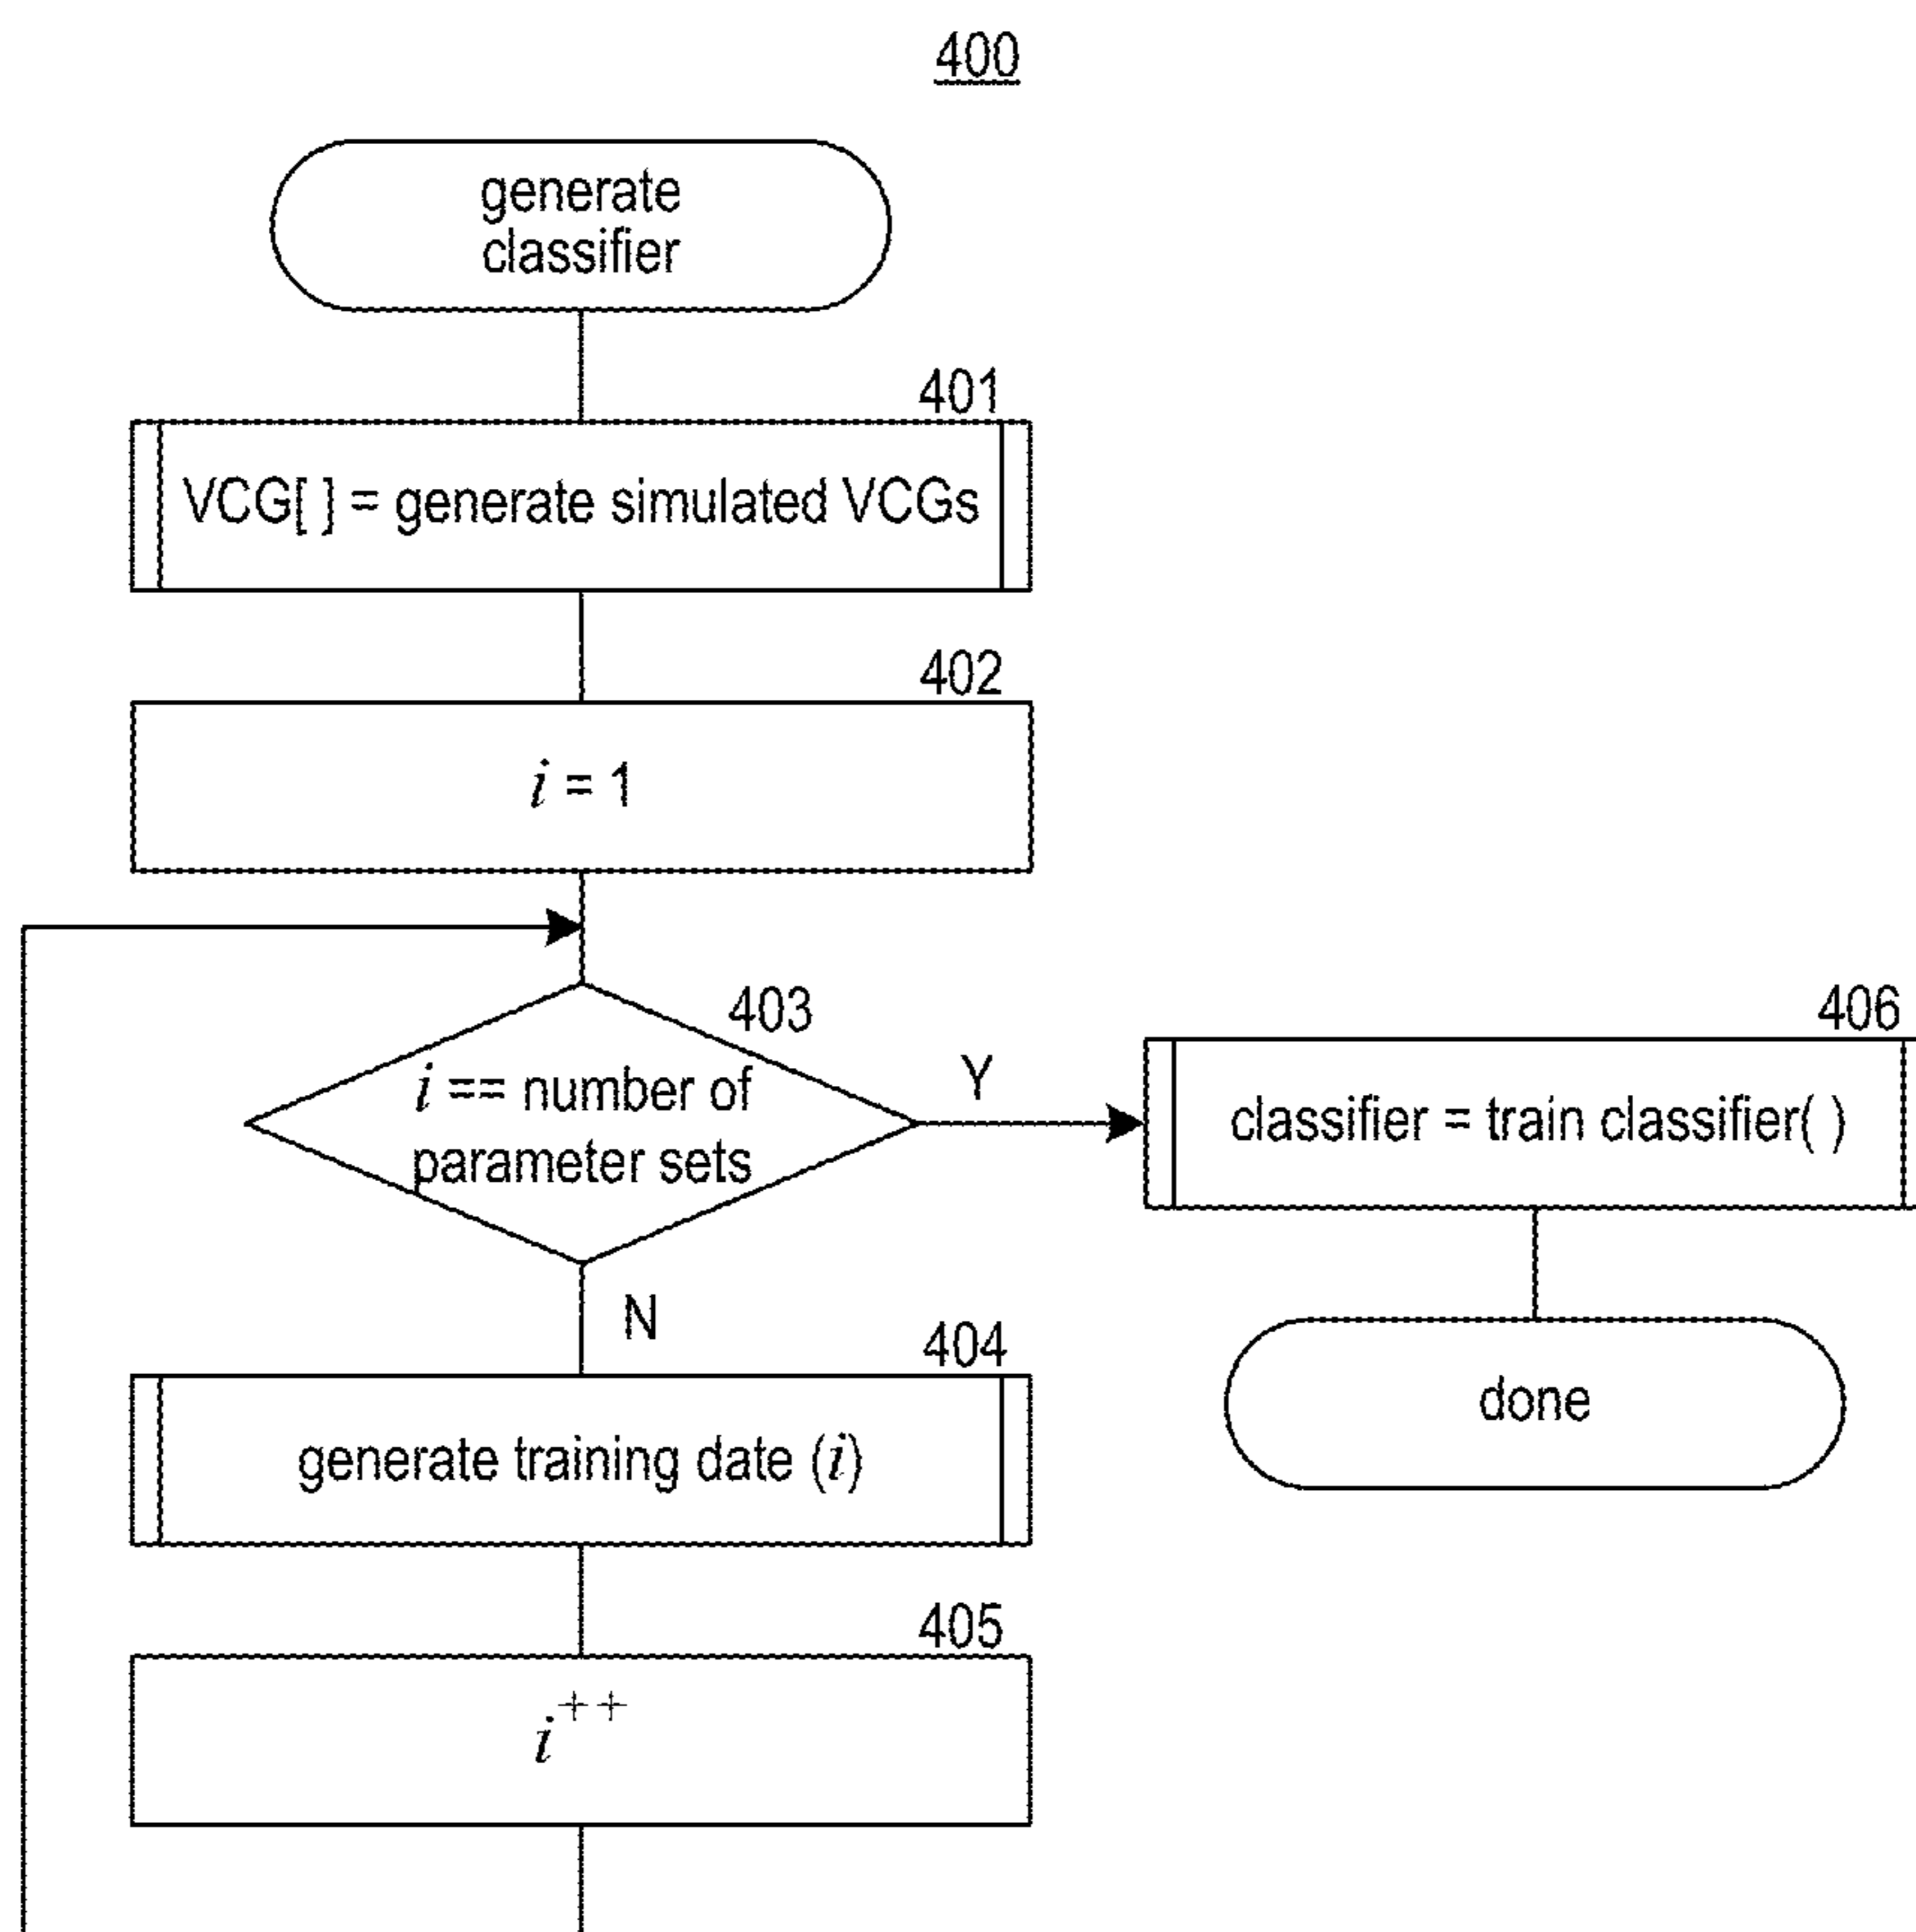 400
generate
classifier
401
VCG[ ] = generate simulated VCGs
402
i = 1
403
i == number of
parameter sets
Y
N
406
classifier = train classifier( )
done
404
generate training date (i)
405
i++